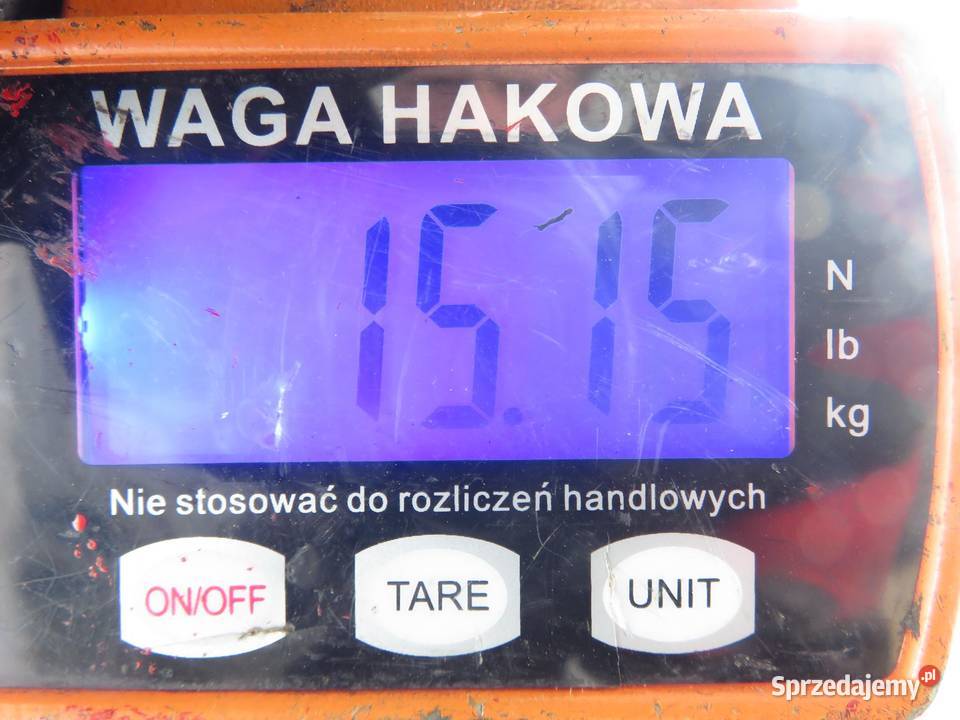 WAGA HAKOWA
15.15
N
lb
kg
Nie stosować do rozliczeń handlowych
ON/OFF TARE UNIT
Sprzedajemy.pl